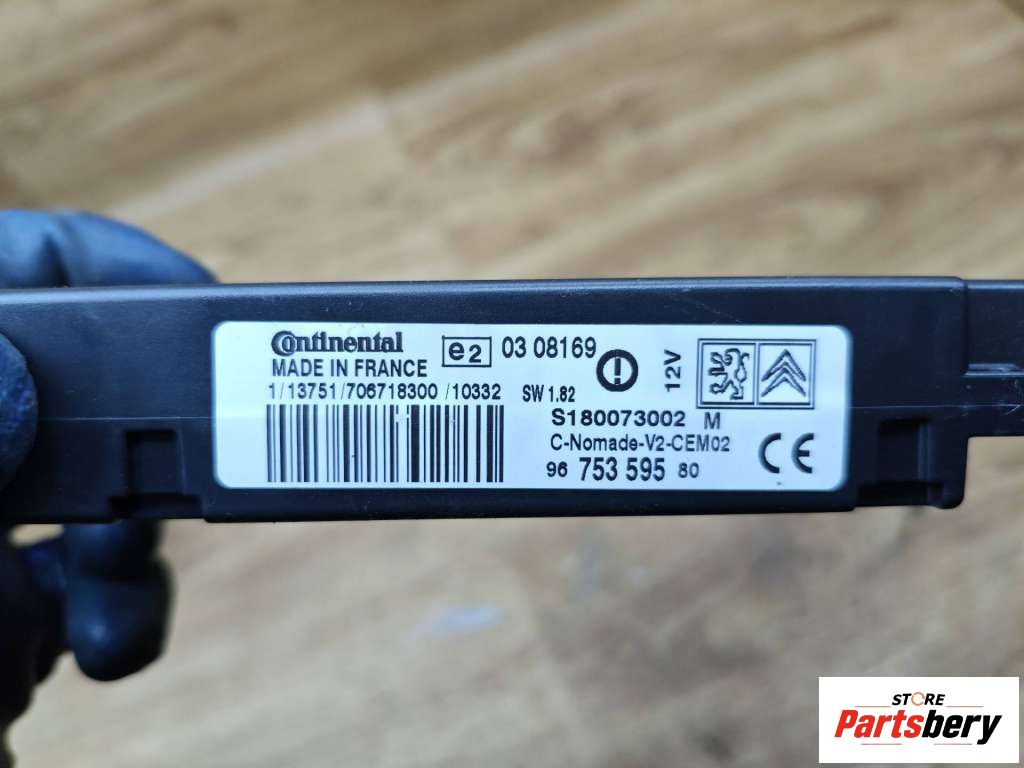 Continental
MADE IN FRANCE
e2 03 08169
12V
1/13751/706718300/10332 SW 1.82
S180073002 M
C-Nomade-V2-CEM02
96 753 595 80
CE
STORE
Partsbery